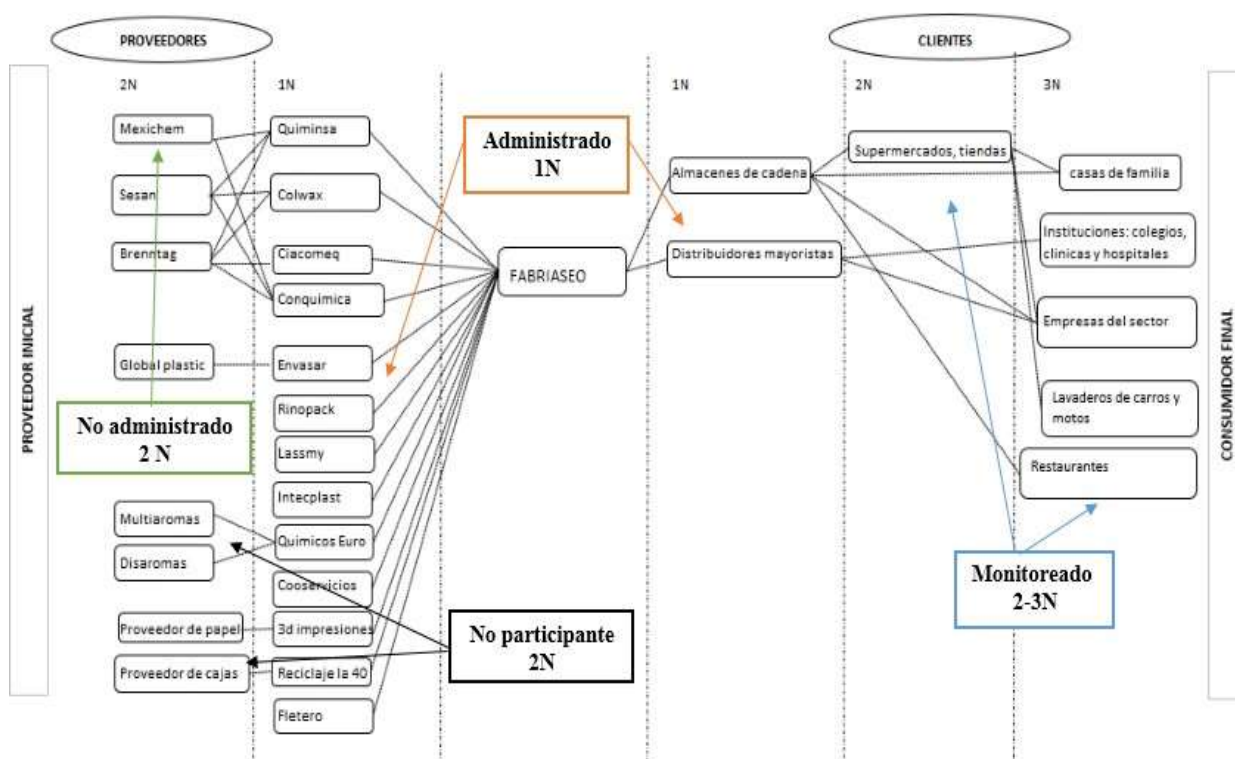 PROVEEDORES
CLIENTES
PROVEEDOR INICIAL
2N
1N
1N
2N
3N
Mexichem
Sesan
Brenntag
Global plastic
No administrado
2 N
Multiaromas
Disaromas
Proveedor de papel
Proveedor de cajas
Quiminsa
Colwax
Ciacomeq
Conquimica
Envasar
Rinopack
Lassmy
Intecplast
Quimicos Euro
Cooservicios
3d impresiones
Reciclaje la 40
Fletero
Administrado
1N
FABRIASEO
No participante
2N
Almacenes de cadena
Distribuidores mayoristas
Supermercados, tiendas
casas de familia
Instituciones: colegios,
clinicas y hospitales
Empresas del sector
Lavaderos de carros y
motos
Restaurantes
Monitoreado
2-3N
CONSUMIDOR FINAL